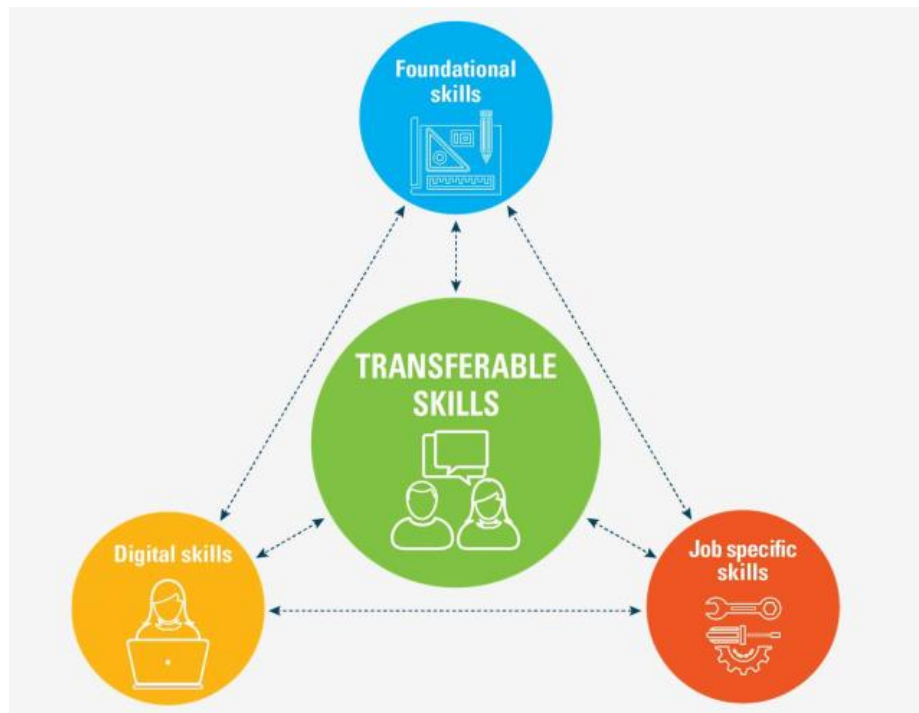 Foundational
skills
TRANSFERABLE
SKILLS
Digital skills
Job specific
skills